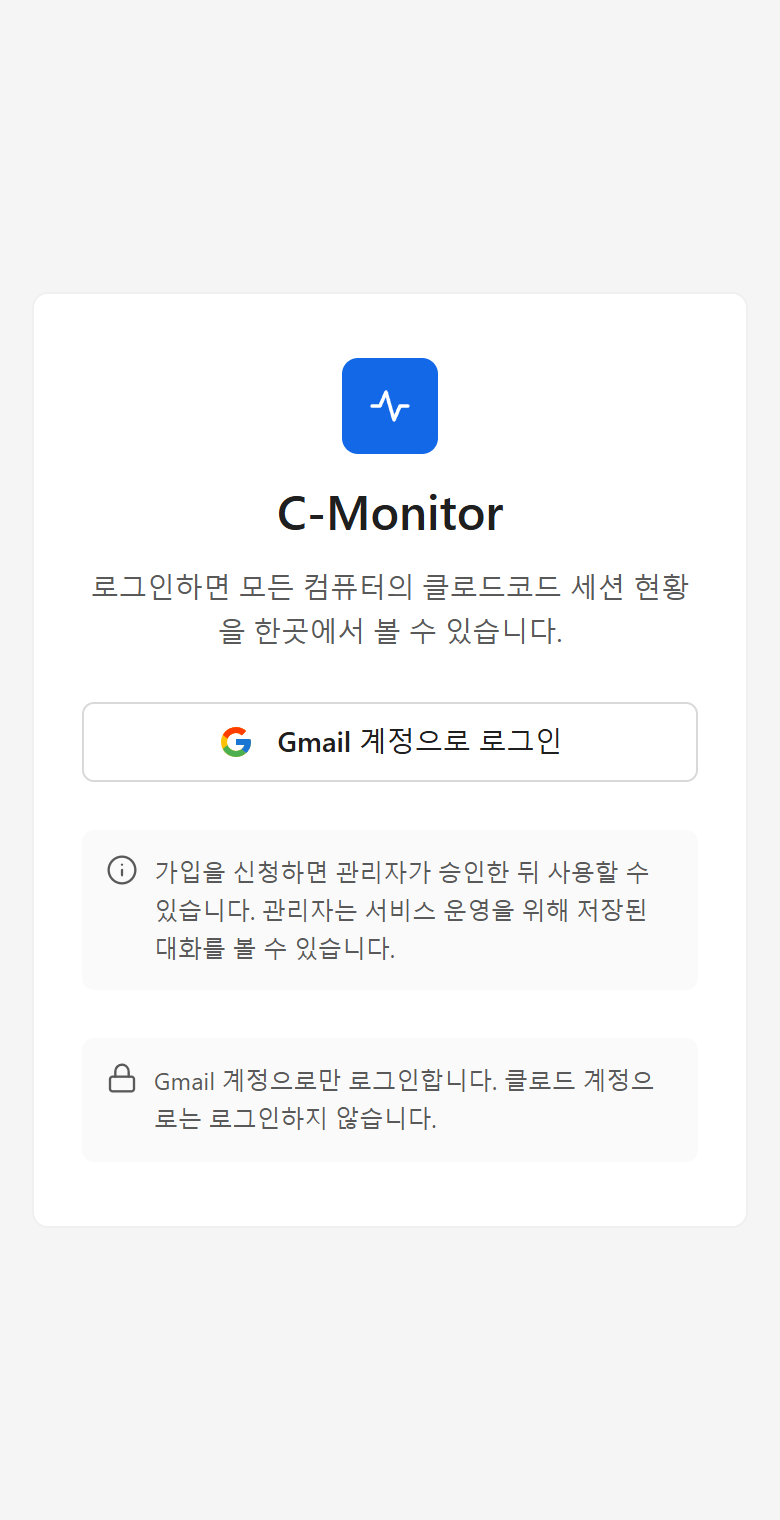 C-Monitor
로그인하면 모든 컴퓨터의 클로드코드 세션 현황
을 한곳에서 볼 수 있습니다.
Gmail 계정으로 로그인
가입을 신청하면 관리자가 승인한 뒤 사용할 수
있습니다. 관리자는 서비스 운영을 위해 저장된
대화를 볼 수 있습니다.
Gmail 계정으로만 로그인합니다. 클로드 계정으
로는 로그인하지 않습니다.